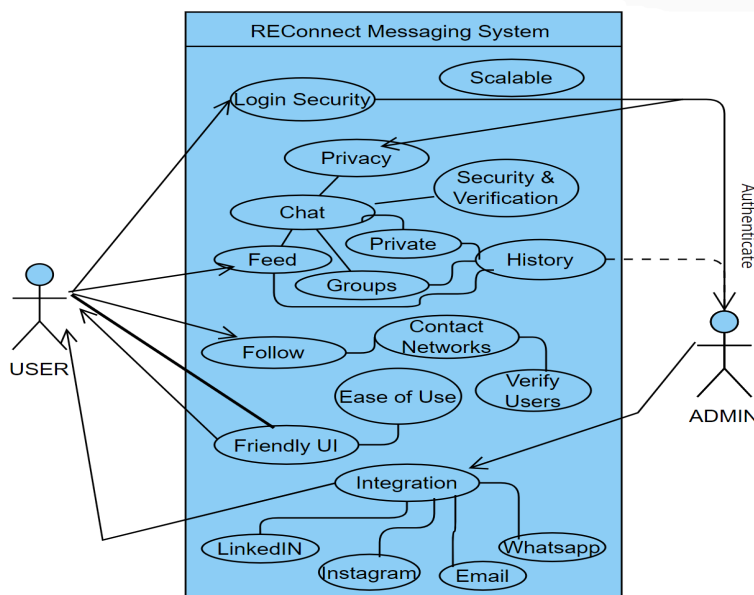 REConnect Messaging System
Scalable
Login Security
Privacy
Security &
Verification
Chat
Private
Feed
History
Groups
Authenticate
USER
Follow
Contact
Networks
Verify
Users
ADMIN
Ease of Use
Friendly UI
Integration
LinkedIN
Whatsapp
Instagram
Email